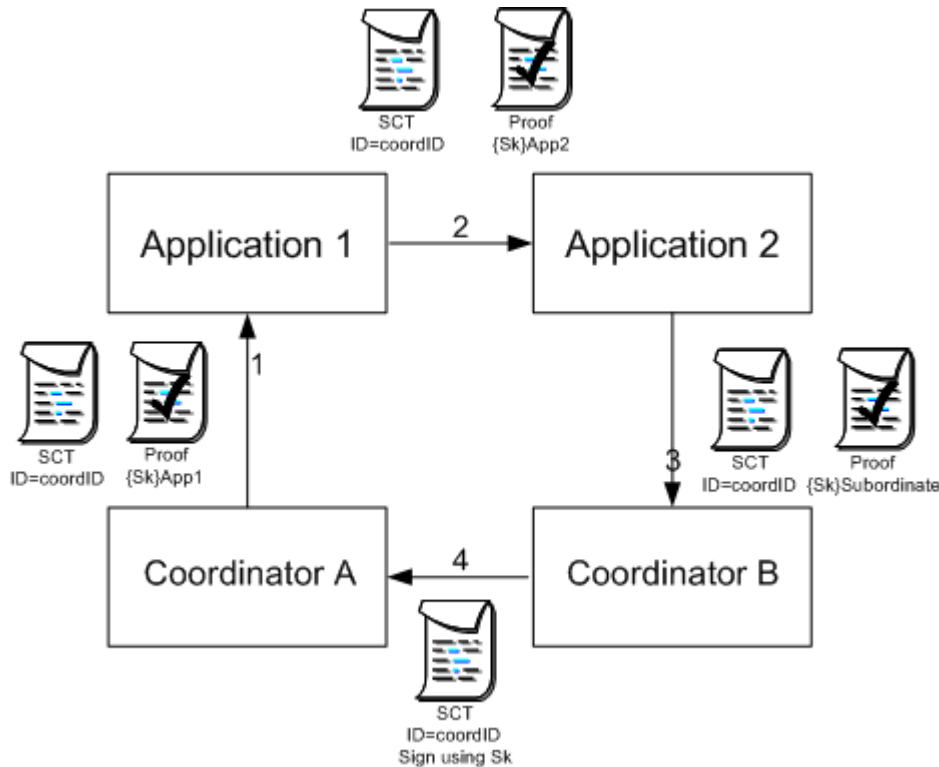 SCT
ID=coordID
Proof
{Sk}App2
Application 1
2
Application 2
1
SCT
ID=coordID
Proof
{Sk}App1
3
SCT
ID=coordID
Proof
{Sk}Subordinate
Coordinator A
4
Coordinator B
SCT
ID=coordID
Sign using Sk